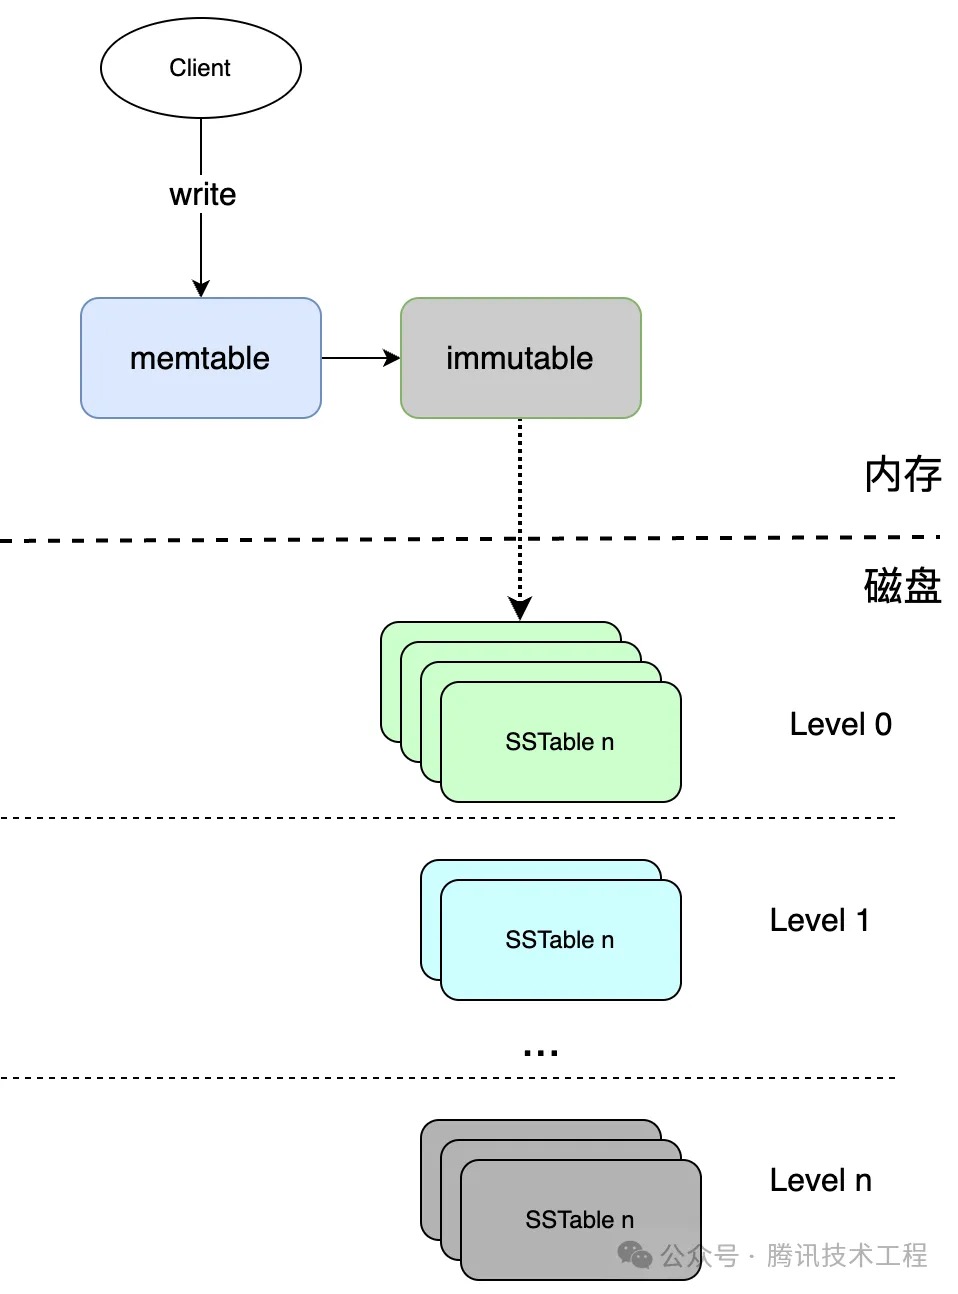 Client
write
memtable
immutable
内存
磁盘
SSTable n
Level 0
SSTable n
Level 1
...
SSTable n
Level n
公众号 · 腾讯技术工程